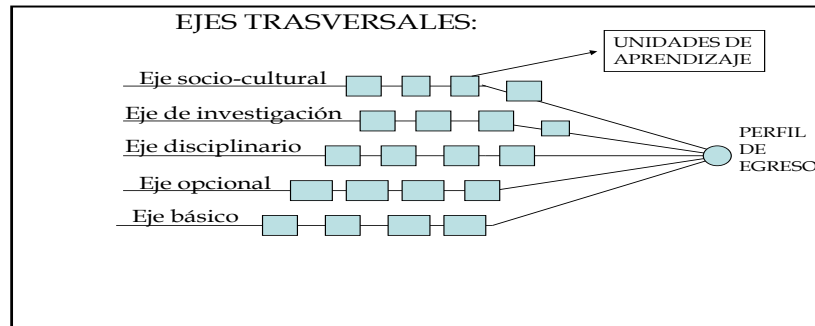 EJES TRASVERSALES:
UNIDADES DE
APRENDIZAJE
Eje socio-cultural
Eje de investigación
Eje disciplinario
Eje opcional
Eje básico
PERFIL
DE
EGRESO